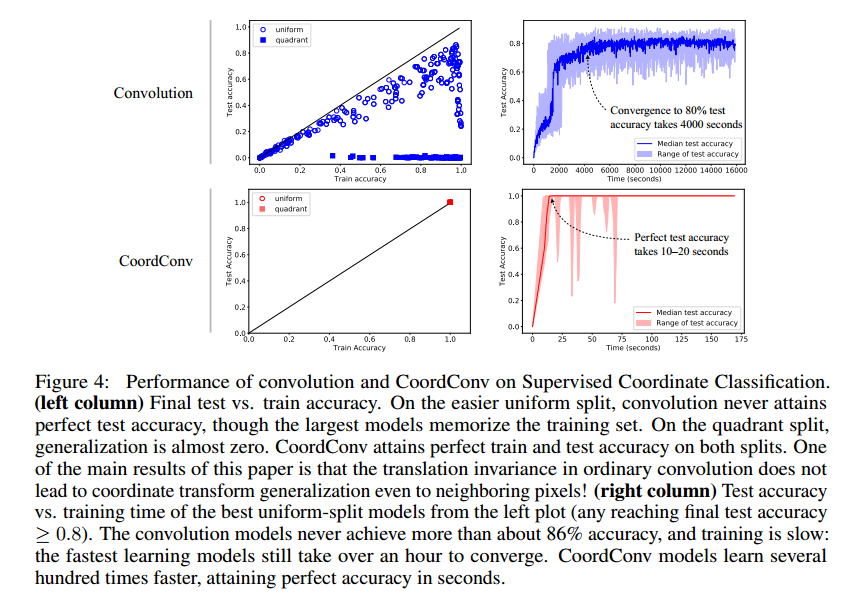 Convolution
Test accuracy
1.0
0.8
0.6
0.4
0.2
0.0
uniform
quadrant
0.0 0.2 0.4 0.6 0.8 1.0
Train accuracy
Test Accuracy
0.8
0.6
0.4
0.2
0.0
Convergence to 80% test
accuracy takes 4000 seconds
Median test accuracy
Range of test accuracy
0 2000 4000 6000 8000 10000 12000 14000 16000
Time (seconds)
CoordConv
Test Accuracy
1.0
0.8
0.6
0.4
0.2
0.0
uniform
quadrant
0.0 0.2 0.4 0.6 0.8 1.0
Train Accuracy
Test Accuracy
1.0
0.8
0.6
0.4
0.2
0.0
Perfect test accuracy
takes 10–20 seconds
Median test accuracy
Range of test accuracy
0 25 50 75 100 125 150 175
Time (seconds)
Figure 4: Performance of convolution and CoordConv on Supervised Coordinate Classification.
(left column) Final test vs. train accuracy. On the easier uniform split, convolution never attains
perfect test accuracy, though the largest models memorize the training set. On the quadrant split,
generalization is almost zero. CoordConv attains perfect train and test accuracy on both splits. One
of the main results of this paper is that the translation invariance in ordinary convolution does not
lead to coordinate transform generalization even to neighboring pixels! (right column) Test accuracy
vs. training time of the best uniform-split models from the left plot (any reaching final test accuracy
≥ 0.8). The convolution models never achieve more than about 86% accuracy, and training is slow:
the fastest learning models still take over an hour to converge. CoordConv models learn several
hundred times faster, attaining perfect accuracy in seconds.